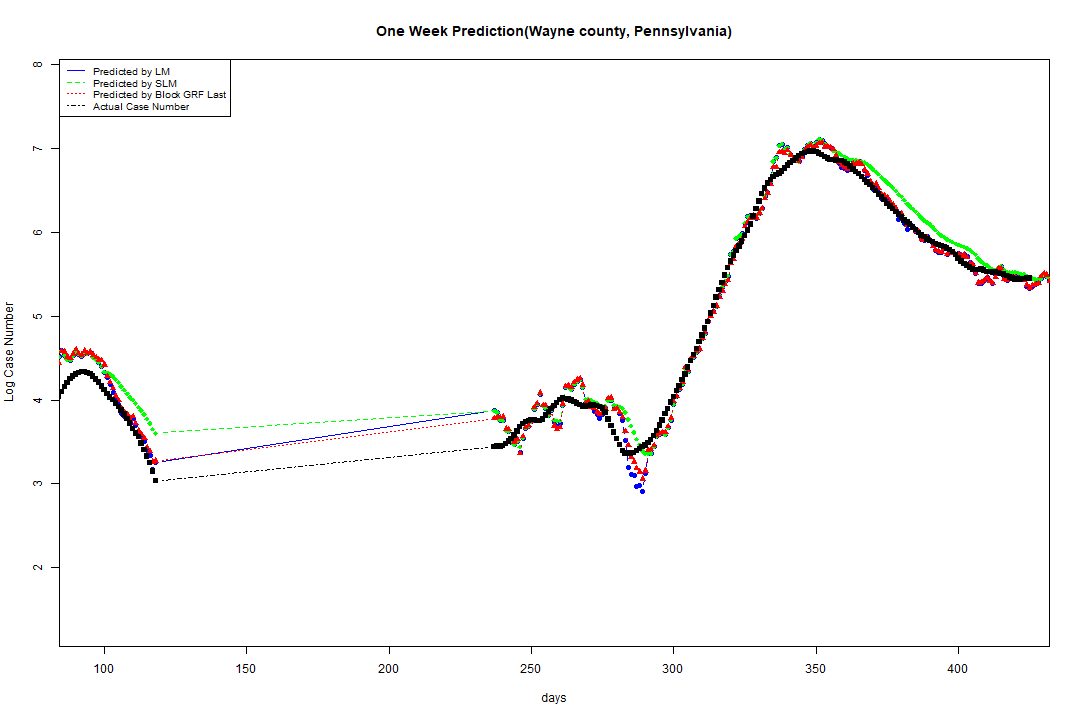 One Week Prediction(Wayne county, Pennsylvania)
Predicted by LM
Predicted by SLM
Predicted by Block GRF Last
Actual Case Number
8
7
6
5
4
3
2
Log Case Number
100 150 200 250 300 350 400
days